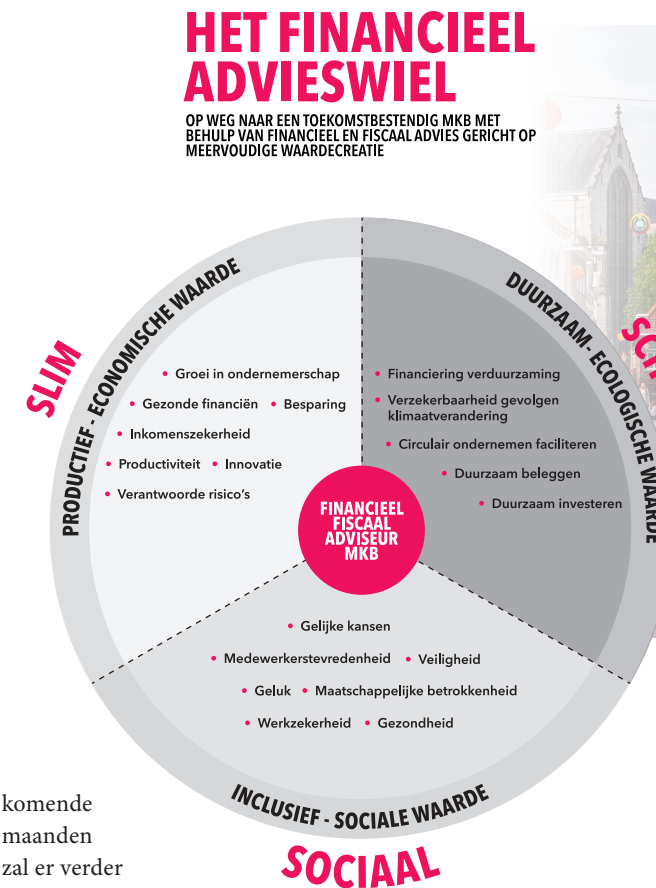 HET FINANCIEEL
ADVIESWIEL
OP WEG NAAR EEN TOEKOMSTBESTENDIG MKB MET
BEHULP VAN FINANCIEEL EN FISCAAL ADVIES GERICHT OP
MEERVOUDIGE WAARDECREATIE
SLIM
PRODUCTIEF - ECONOMISCHE WAARDE
• Groei in ondernemerschap
• Gezonde financiën • Besparing
• Inkomenszekerheid
• Productiviteit • Innovatie
• Verantwoorde risico's
DUURZAAM - ECOLOGISCHE WAARDE
• Financiering verduurzaming
• Verzekerbaarheid gevolgen
klimaatverandering
• Circulair ondernemen faciliteren
• Duurzaam beleggen
• Duurzaam investeren
FINANCIEEL
FISCAAL
ADVISEUR
MKB
• Gelijke kansen
• Medewerkerstevredenheid • Veiligheid
• Geluk • Maatschappelijke betrokkenheid
• Werkzekerheid • Gezondheid
INCLUSIEF - SOCIALE WAARDE
SOCIAAL
komende
maanden
zal er verder